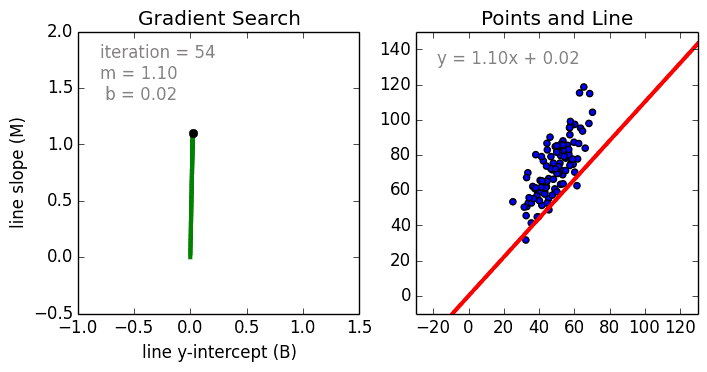 Gradient Search
2.0
1.5
1.0
0.5
0.0
−0.5
line slope (M)
iteration = 54
m = 1.10
b = 0.02
−1.0 −0.5 0.0 0.5 1.0 1.5
line y-intercept (B)
Points and Line
140
120
100
80
60
40
20
0
y = 1.10x + 0.02
−20 0 20 40 60 80 100 120